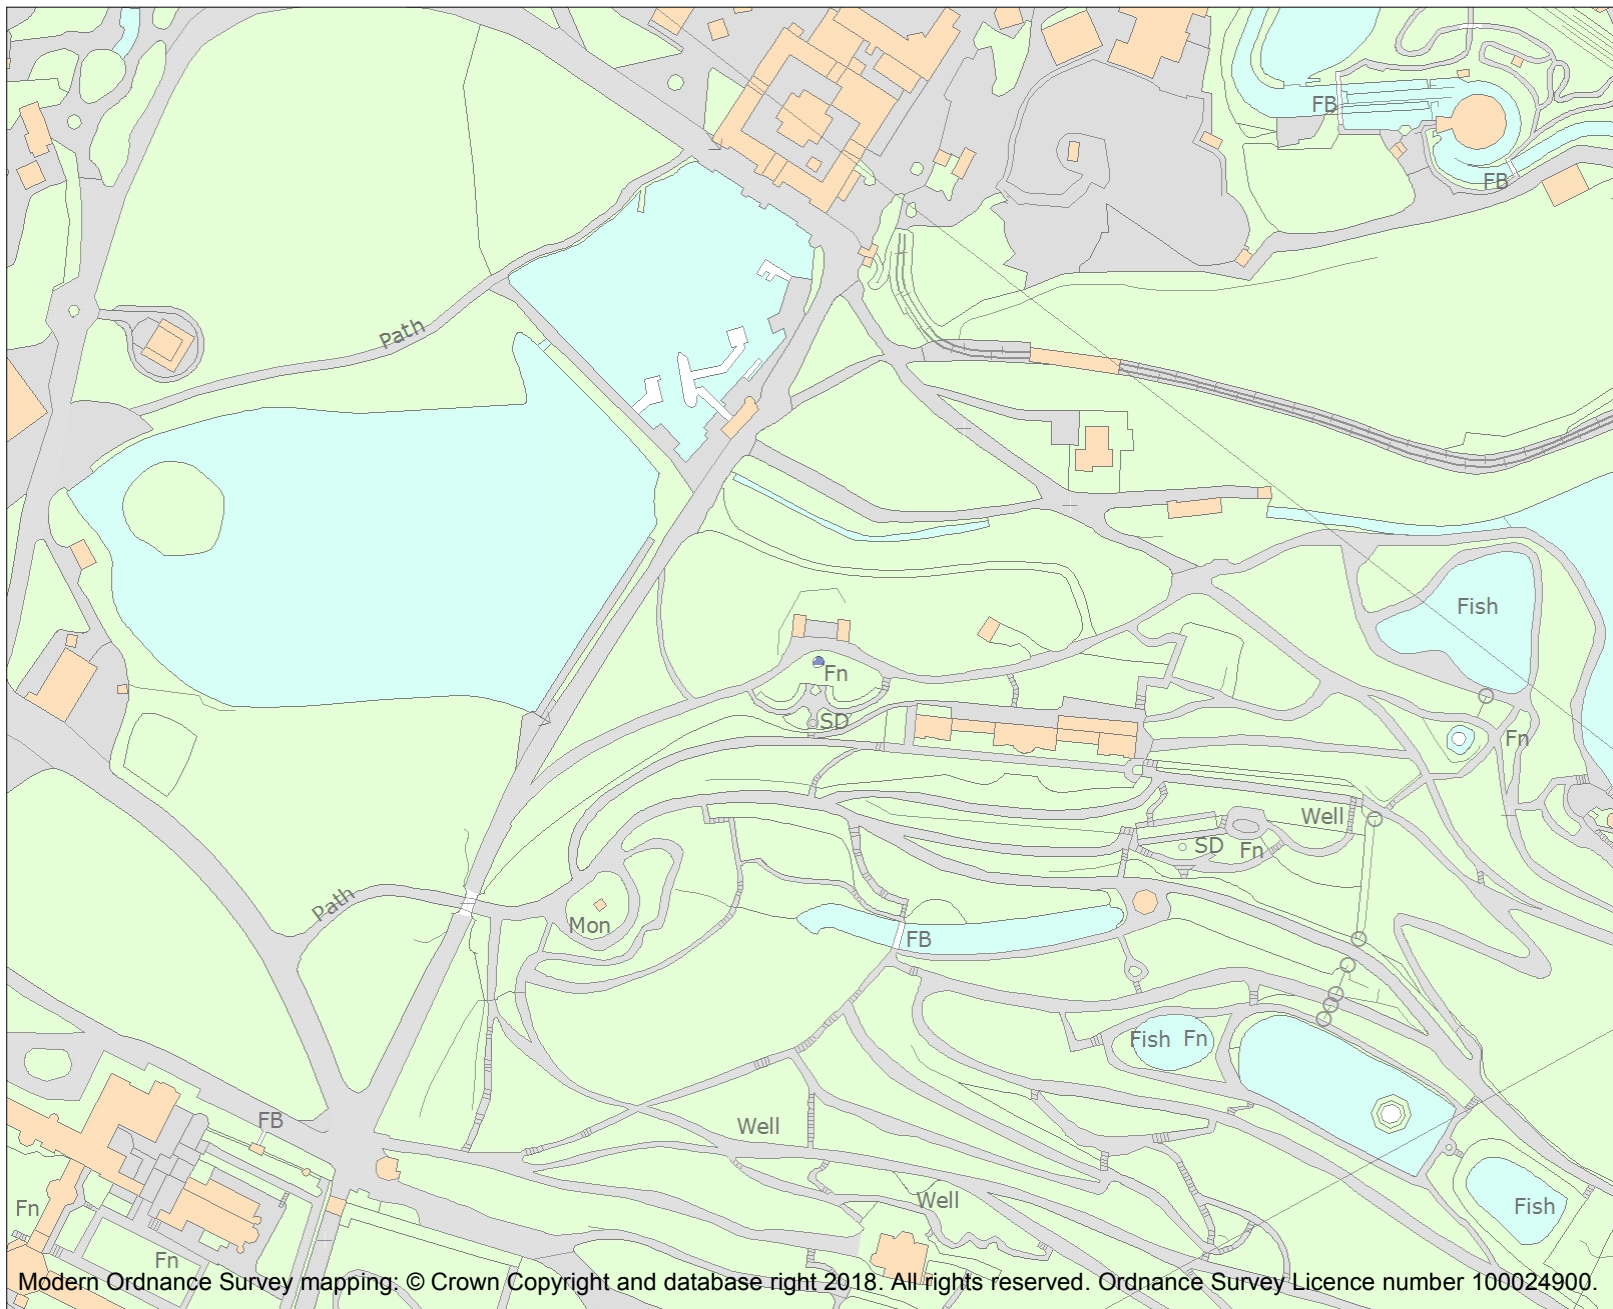 FB
FB
Path
Fish
Fn
SD
Fn
Well
SD
Fn
Path
Mon
FB
Fish Fn
FB
Well
Well
Fish
Fn
Fn
Modern Ordnance Survey mapping: © Crown Copyright and database right 2018. All rights reserved. Ordnance Survey Licence number 100024900.